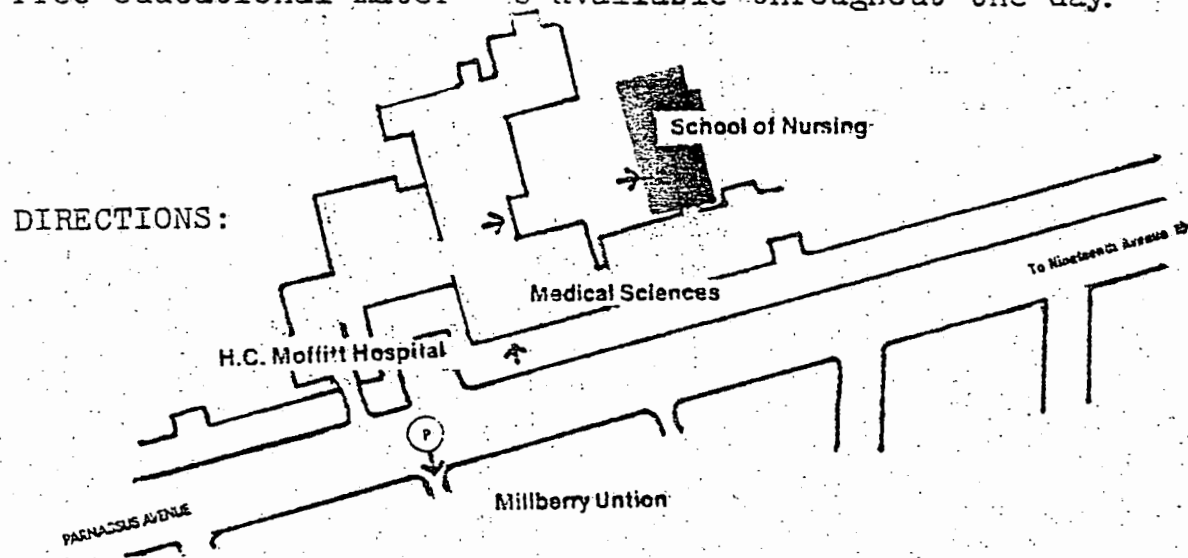 Free educational s available throughout the day.
School of Nursing
DIRECTIONS:
To Nineteenth Avenue
Medical Sciences
H.C. Moffitt Hospital
P
Millberry Untion
PARNASSUS AVENUE